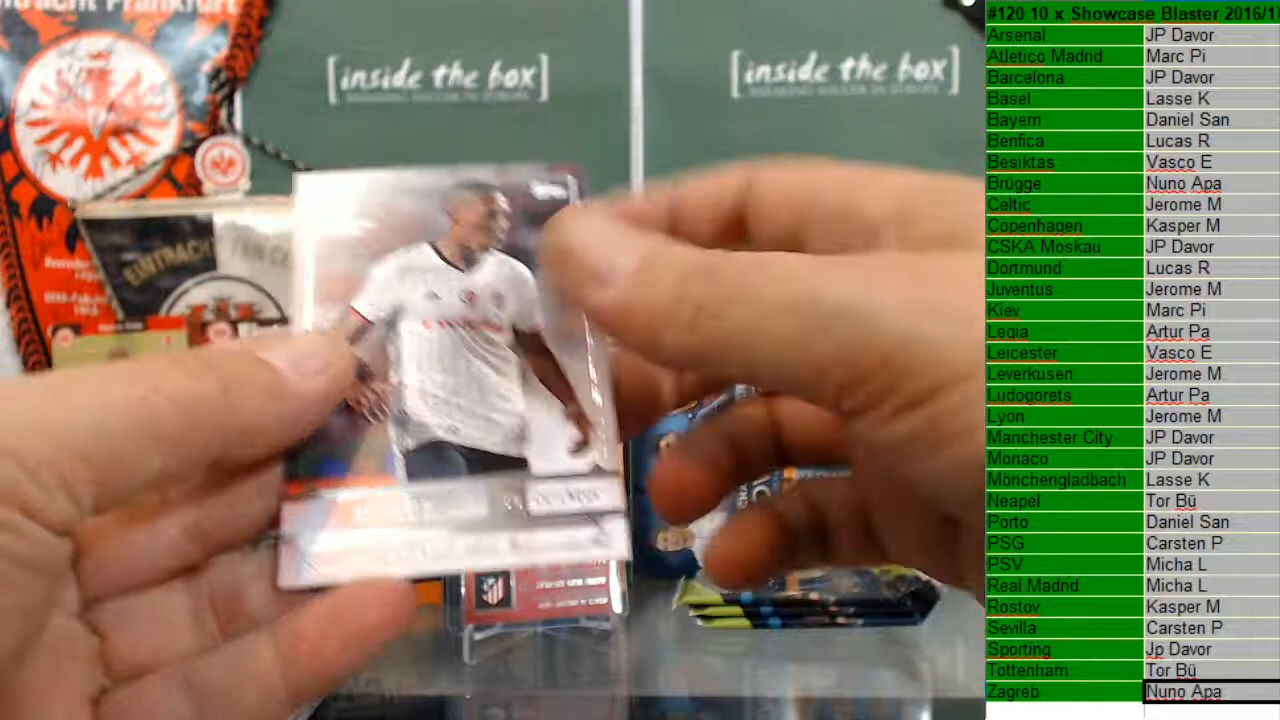 intracht Frankfurt
[inside the box]
[inside the box]
EINTRACHT
FAN C
#120 10 x Showcase Blaster 2016/1
Arsenal JP Davor
Atletico Madrid Marc Pi
Barcelona JP Davor
Basel Lasse K
Bayern Daniel San
Benfica Lucas R
Besiktas Vasco E
Brügge Nuno Apa
Celtic Jerome M
Copenhagen Kasper M
CSKA Moskau JP Davor
Dortmund Lucas R
Juventus Jerome M
Kiev Marc Pi
Legia Artur Pa
Leicester Vasco E
Leverkusen Jerome M
Ludogorets Artur Pa
Lyon Jerome M
Manchester City JP Davor
Monaco JP Davor
Mönchengladbach Lasse K
Neapel Tor Bü
Porto Daniel San
PSG Carsten P
PSV Micha L
Real Madrid Micha L
Rostov Kasper M
Sevilla Carsten P
Sporting Jp Davor
Tottenham Tor Bü
Zagreb Nuno Apa